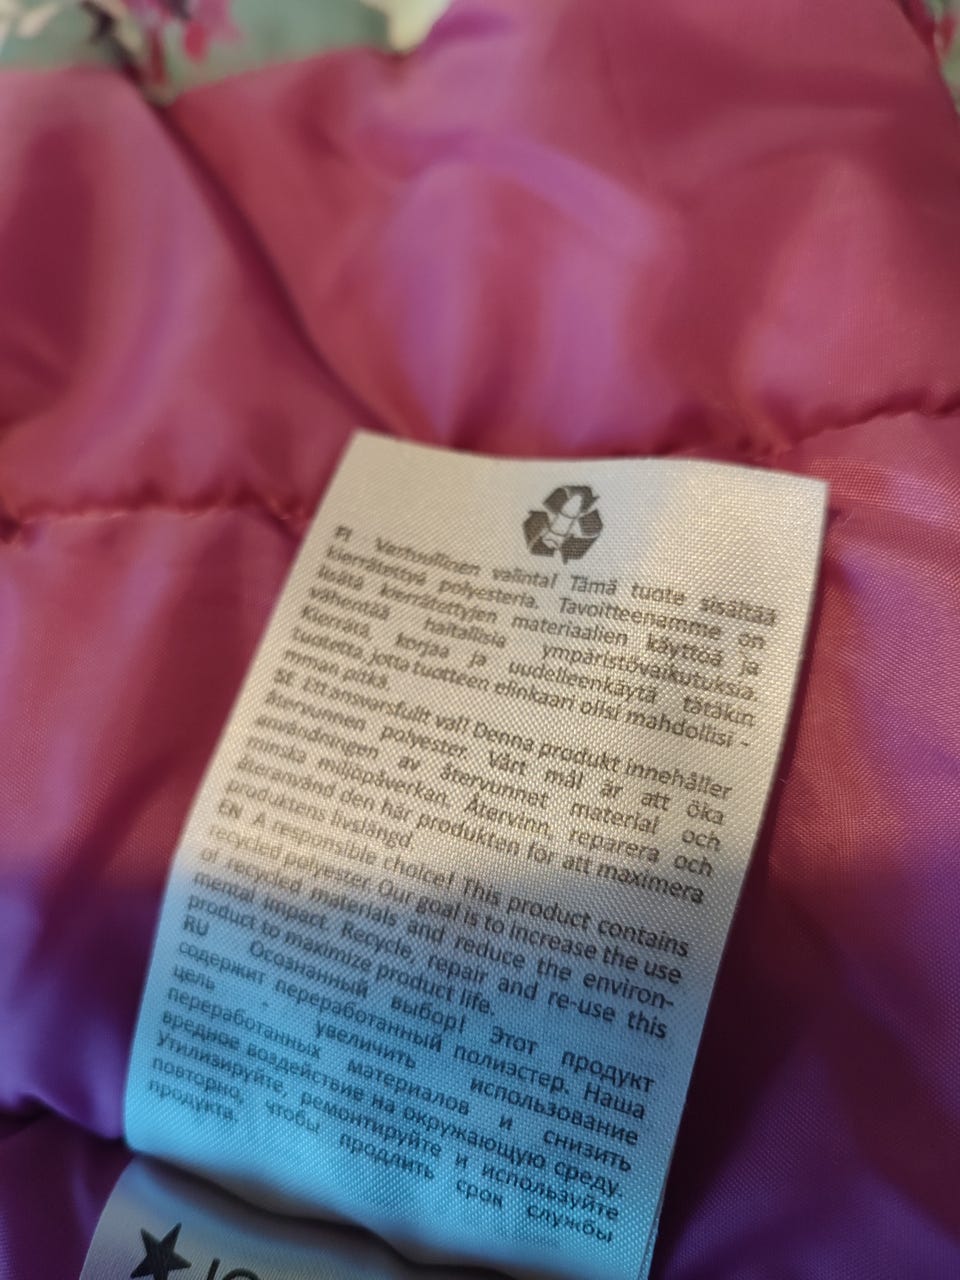 FI Vastuullinen valinta! Tämä tuote sisältää
kierrätettyä polyesteria. Tavoitteenamme on
lisätä kierrätettyjen materiaalien käyttöä ja
vähentää haitallisia ympäristövaikutuksia.
Kierrätä, korjaa ja uudelleenkäytä tätäkin
tuotetta, jotta tuotteen elinkaari olisi mahdollisi -
mman pitkä.
SE Ett ansvarsfullt val! Denna produkt innehåller
återvunnen polyester. Vårt mål är att öka
användningen av återvunnet material och
minska miljöpåverkan. Återvinn, reparera och
återanvänd den här produkten för att maximera
produktens livslängd
EN A responsible choice! This product contains
recycled polyester. Our goal is to increase the use
of recycled materials and reduce the environ-
mental impact. Recycle, repair and re-use this
product to maximize product life.
RU Осознанный выбор! Этот продукт
содержит переработанный полиэстер. Наша
цель - увеличить использование
переработанных материалов и снизить
вредное воздействие на окружающую среду.
Утилизируйте, ремонтируйте и используйте
повторно, чтобы продлить срок службы
продукта.